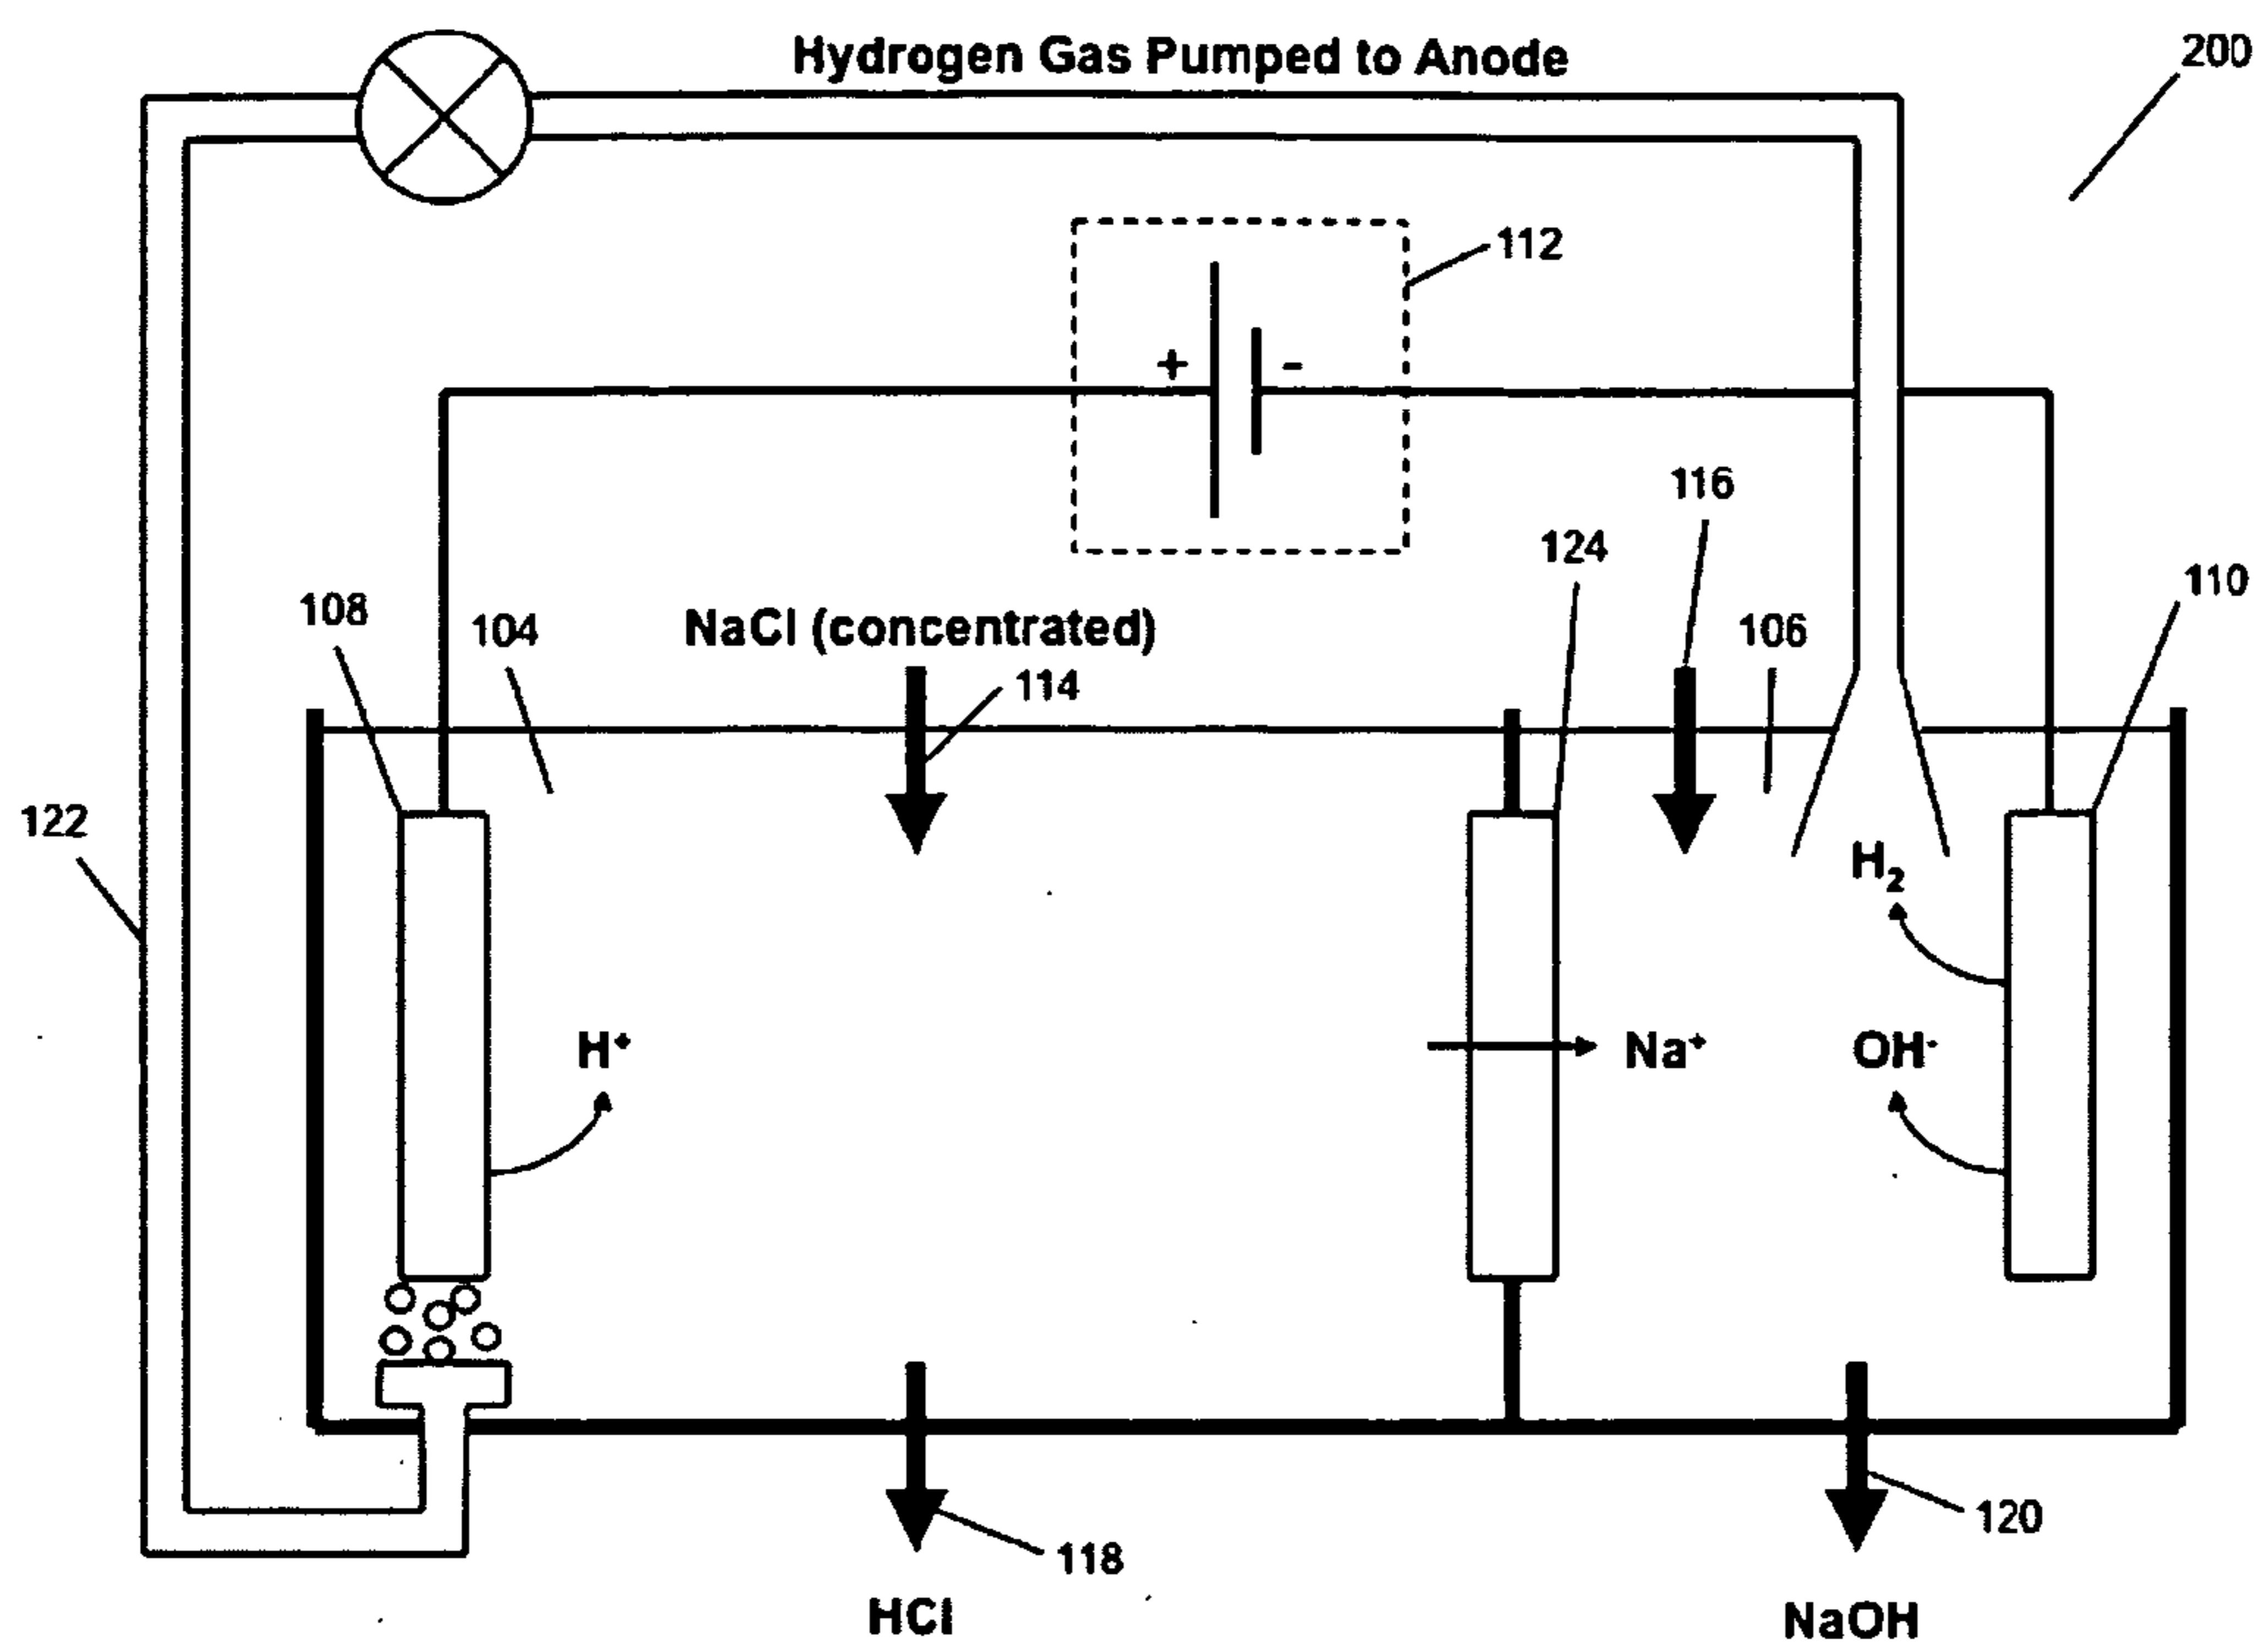 Hydrogen Gas Pumped to Anode
200
112
+ -
116
124
110
108
104
NaCl (concentrated)
106
114
122
H₂
H⁺
Na⁺
OH⁻
120
118
HCl
NaOH